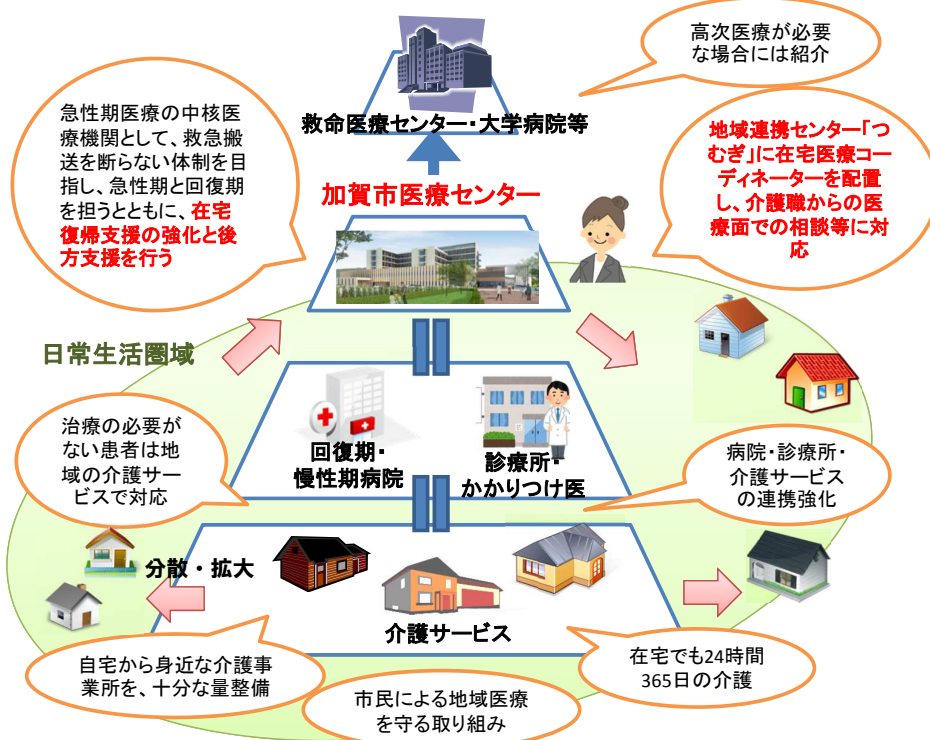 高次医療が必要
な場合には紹介
救命医療センター・大学病院等
急性期医療の中核医
療機関として、救急搬
送を断らない体制を目
指し、急性期と回復期
を担うとともに、在宅
復帰支援の強化と後
方支援を行う
加賀市医療センター
地域連携センター「つ
むぎ」に在宅医療コー
ディネーターを配置
し、介護職からの医
療面での相談等に対
応
日常生活圏域
治療の必要が
ない患者は地
域の介護サー
ビスで対応
回復期・
慢性期病院
診療所・
かかりつけ医
病院・診療所・
介護サービス
の連携強化
分散・拡大
介護サービス
自宅から身近な介護事
業所を、十分な量整備
市民による地域医療
を守る取り組み
在宅でも24時間
365日の介護